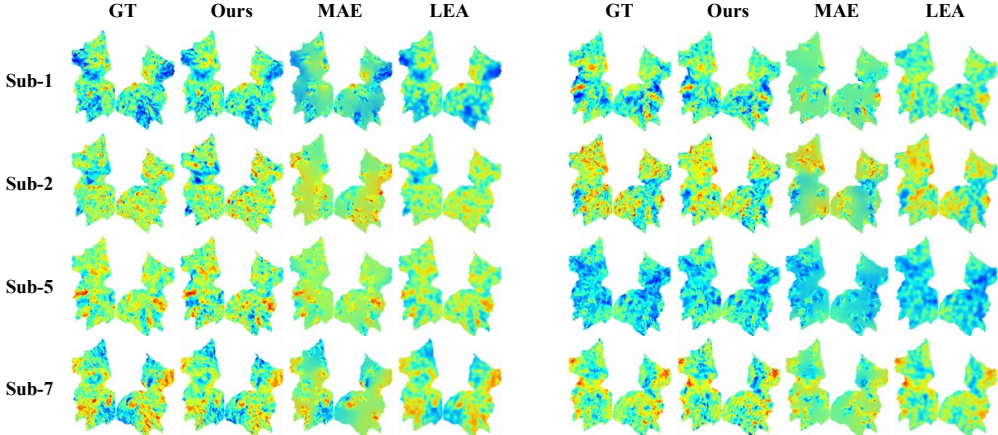 GT Ours MAE LEA GT Ours MAE LEA
Sub-1
Sub-2
Sub-5
Sub-7